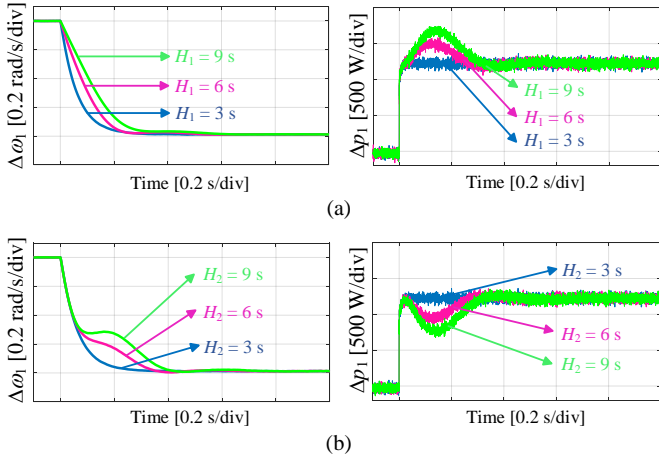 Δω₁ [0.2 rad/s/div]
H₁ = 9 s
H₁ = 6 s
H₁ = 3 s
Time [0.2 s/div]
Δp₁ [500 W/div]
H₁ = 9 s
H₁ = 6 s
H₁ = 3 s
Time [0.2 s/div]
(a)
Δω₁ [0.2 rad/s/div]
H₂ = 9 s
H₂ = 6 s
H₂ = 3 s
Time [0.2 s/div]
Δp₁ [500 W/div]
H₂ = 3 s
H₂ = 6 s
H₂ = 9 s
Time [0.2 s/div]
(b)